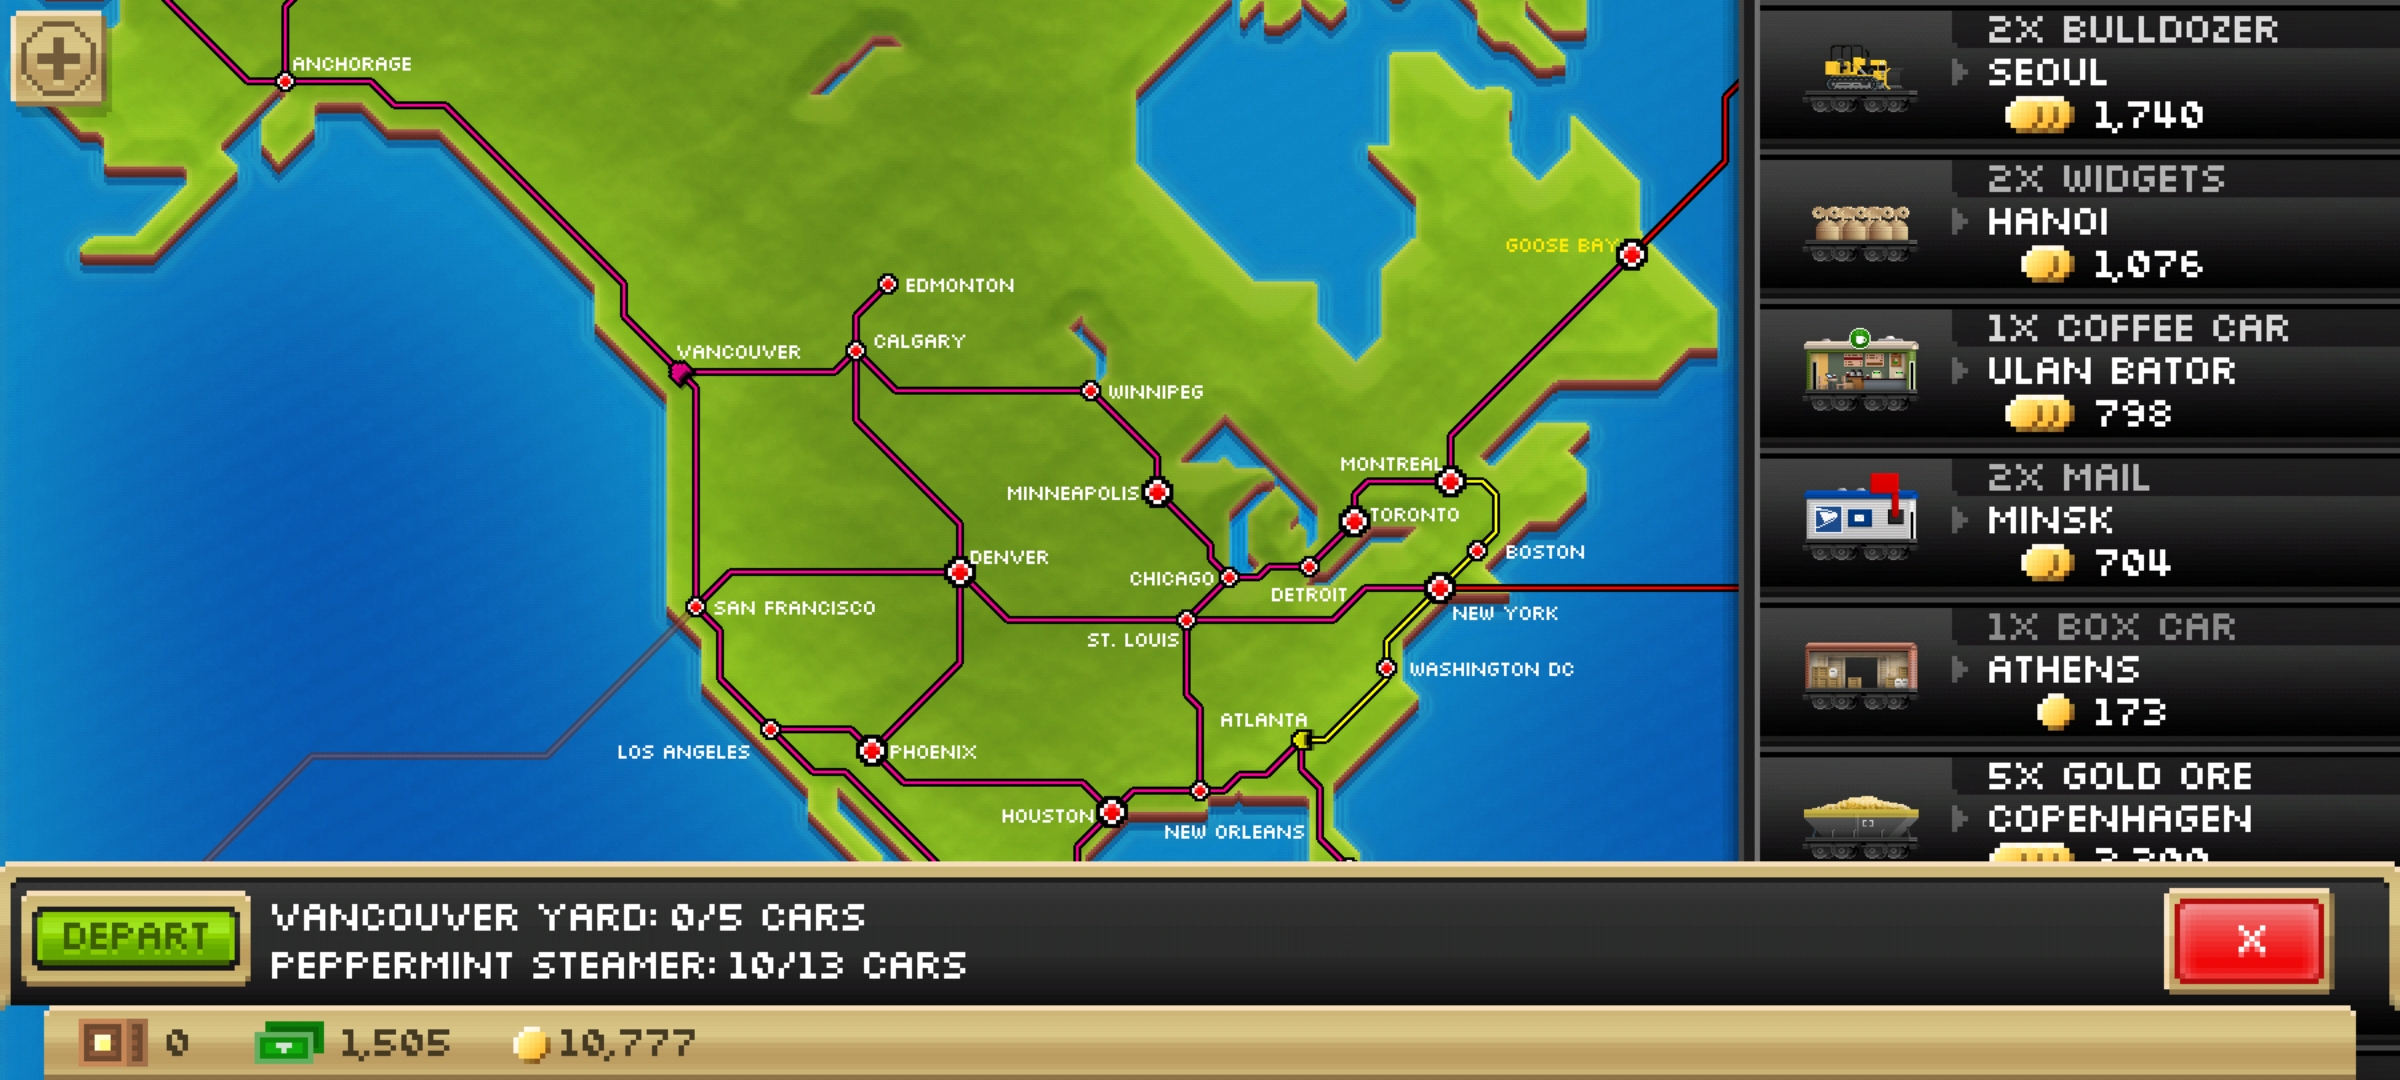 ANCHORAGE
GOOSE BAY
EDMONTON
CALGARY
VANCOUVER
WINNIPEG
MONTREAL
MINNEAPOLIS
TORONTO
BOSTON
DENVER
CHICAGO
DETROIT
SAN FRANCISCO
NEW YORK
ST. LOUIS
WASHINGTON DC
ATLANTA
LOS ANGELES
PHOENIX
HOUSTON
NEW ORLEANS
2X BULLDOZER
SEOUL
1,740
2X WIDGETS
HANOI
1,076
1X COFFEE CAR
ULAN BATOR
798
2X MAIL
MINSK
704
1X BOX CAR
ATHENS
173
5X GOLD ORE
COPENHAGEN
DEPART
VANCOUVER YARD: 0/5 CARS
PEPPERMINT STEAMER: 10/13 CARS
X
0
1,505
10,777